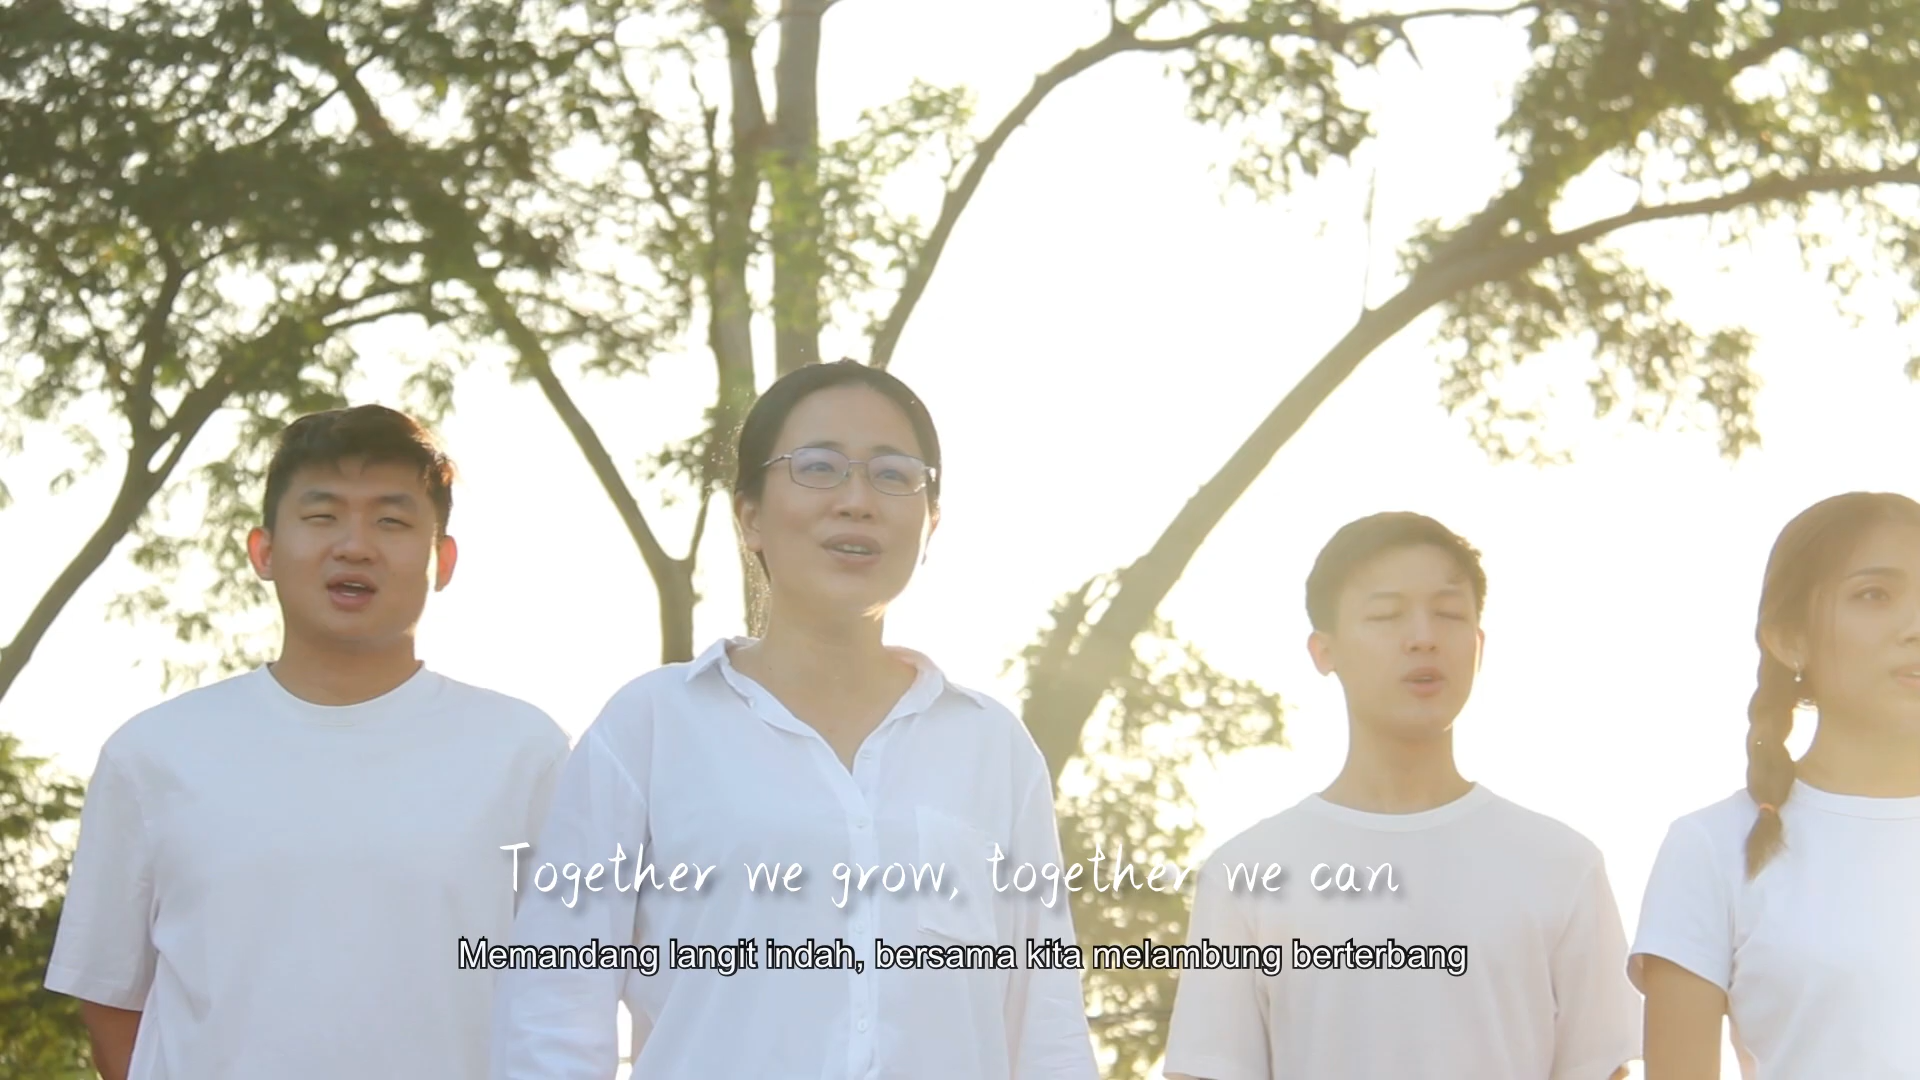 Together we grow, together we can
Memandang langit indah, bersama kita melambung berterbang